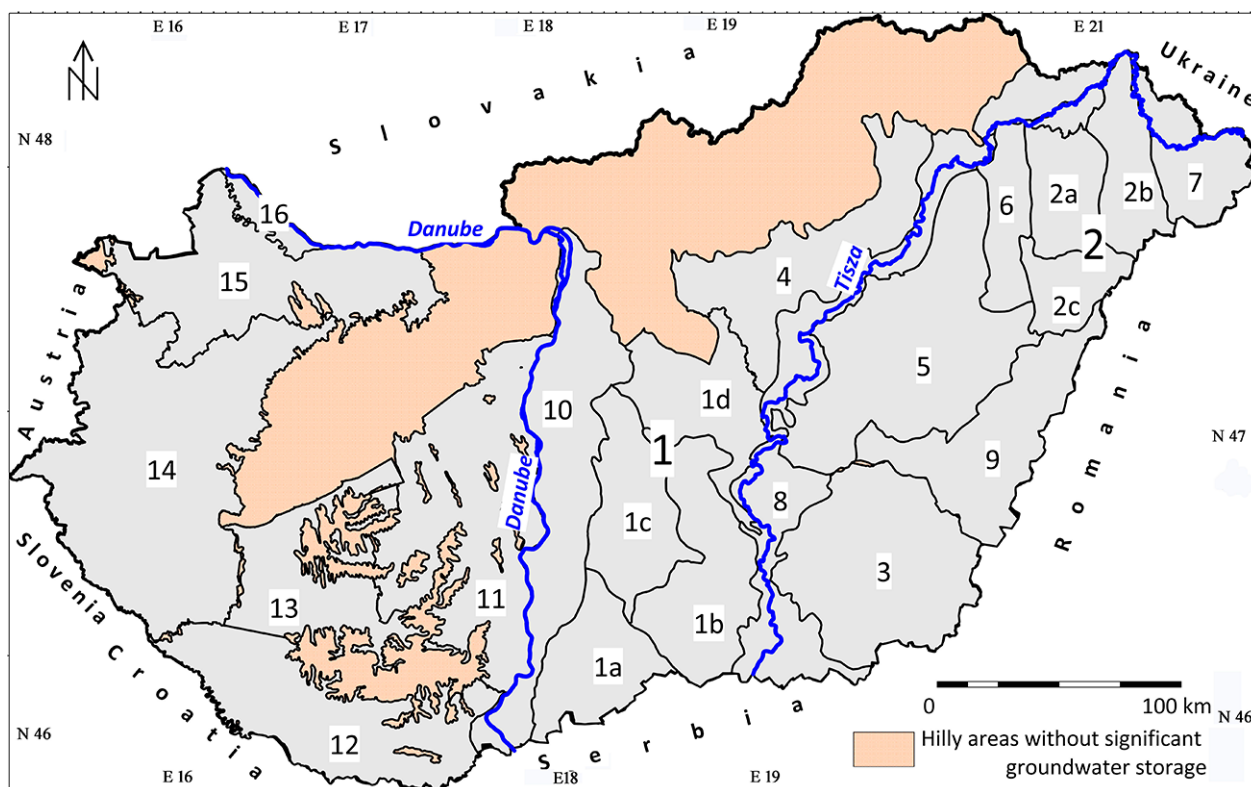 E 16
E 17
E 18
E 19
E 21
Slovakia
Ukraine
N
N 48
16
Danube
15
4
6
2a
2b
7
2
2c
Tisza
Austria
14
10
1d
5
1
Romania
N 47
9
Danube
1c
8
3
Slovenia
13
11
1b
1a
Croatia
12
Serbia
0
100 km
N 46
N 46
Hilly areas without significant
groundwater storage
E 16
E18
E 19